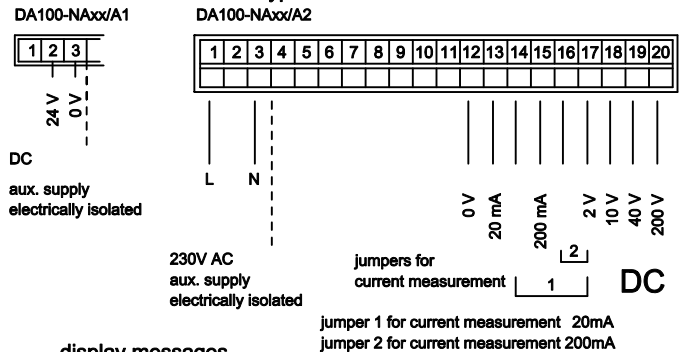 DA100-NAxx/A1
DA100-NAxx/A2
1 2 3
1 2 3 4 5 6 7 8 9 10 11 12 13 14 15 16 17 18 19 20
24 V
0 V
DC
aux. supply
electrically isolated
L
N
230V AC
aux. supply
electrically isolated
0 V
20 mA
200 mA
2 V
10 V
40 V
200 V
jumpers for
current measurement
2
1
DC
jumper 1 for current measurement 20mA
jumper 2 for current measurement 200mA
display messages